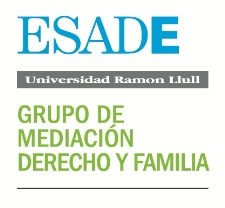 ESADE
Universidad Ramon Llull
GRUPO DE
MEDIACIÓN
DERECHO Y FAMILIA